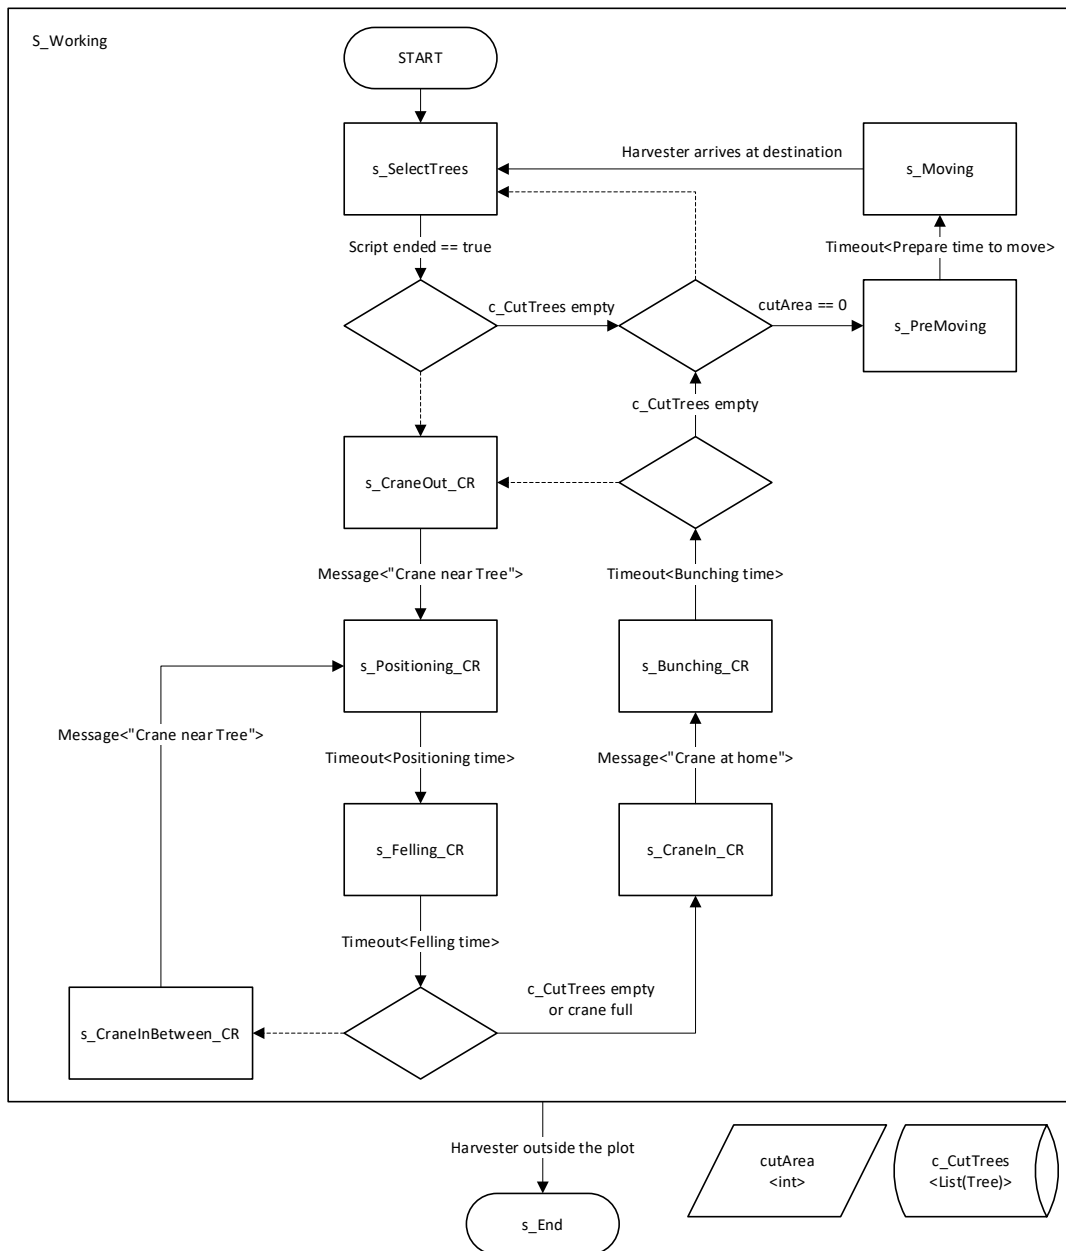 S_Working
START
s_SelectTrees
Harvester arrives at destination
s_Moving
Script ended == true
Timeout<Prepare time to move>
c_CutTrees empty
cutArea == 0
s_PreMoving
c_CutTrees empty
s_CraneOut_CR
Message<"Crane near Tree">
Timeout<Bunching time>
s_Positioning_CR
s_Bunching_CR
Message<"Crane near Tree">
Timeout<Positioning time>
Message<"Crane at home">
s_Felling_CR
s_CraneIn_CR
Timeout<Felling time>
c_CutTrees empty
or crane full
s_CraneInBetween_CR
Harvester outside the plot
s_End
cutArea
<int>
c_CutTrees
<List(Tree)>